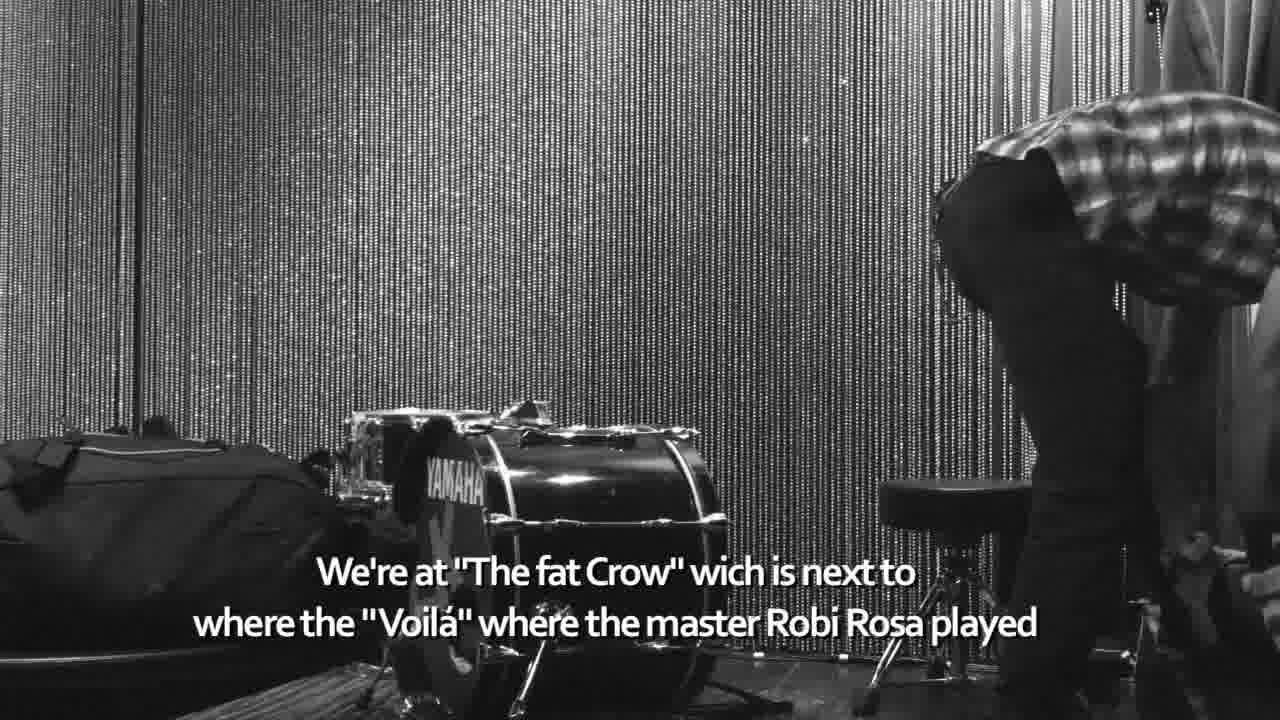 YAMAHA
We're at "The fat Crow" wich is next to
where the "Voilá" where the master Robi Rosa played